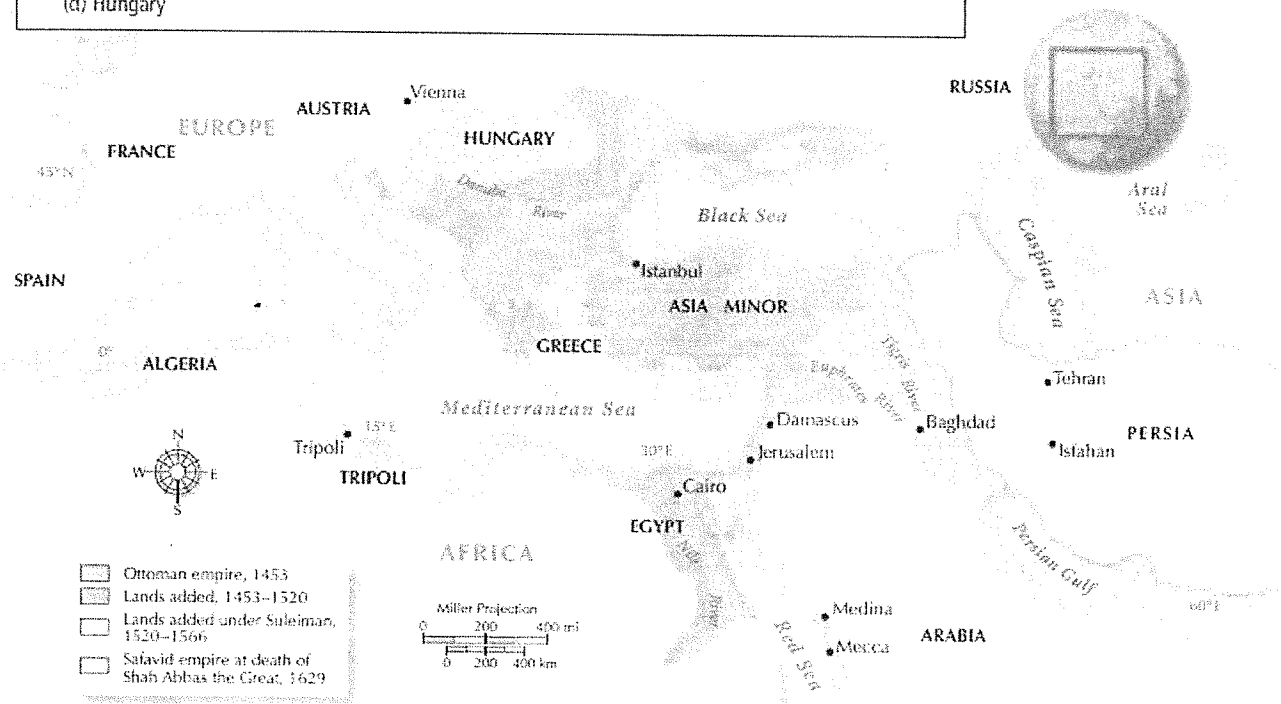 (d) Hungary
RUSSIA
Vienna
AUSTRIA
EUROPE
HUNGARY
FRANCE
45°N
Danube
River
Aral
Sea
Black Sea
Caspian Sea
SPAIN
Istanbul
ASIA
ASIA MINOR
GREECE
0°
ALGERIA
Tigris River
Euphrates
River
Tehran
Mediterranean Sea
Damascus
Baghdad
PERSIA
15°E
Tripoli
30°E
Jerusalem
Isfahan
N
W
E
S
TRIPOLI
Cairo
EGYPT
AFRICA
Nile
River
Persian Gulf
Ottoman empire, 1453
Lands added, 1453–1520
Lands added under Suleiman,
1520–1566
Safavid empire at death of
Shah Abbas the Great, 1629
Miller Projection
0 200 400 mi
0 200 400 km
60°E
Medina
Red Sea
Mecca
ARABIA